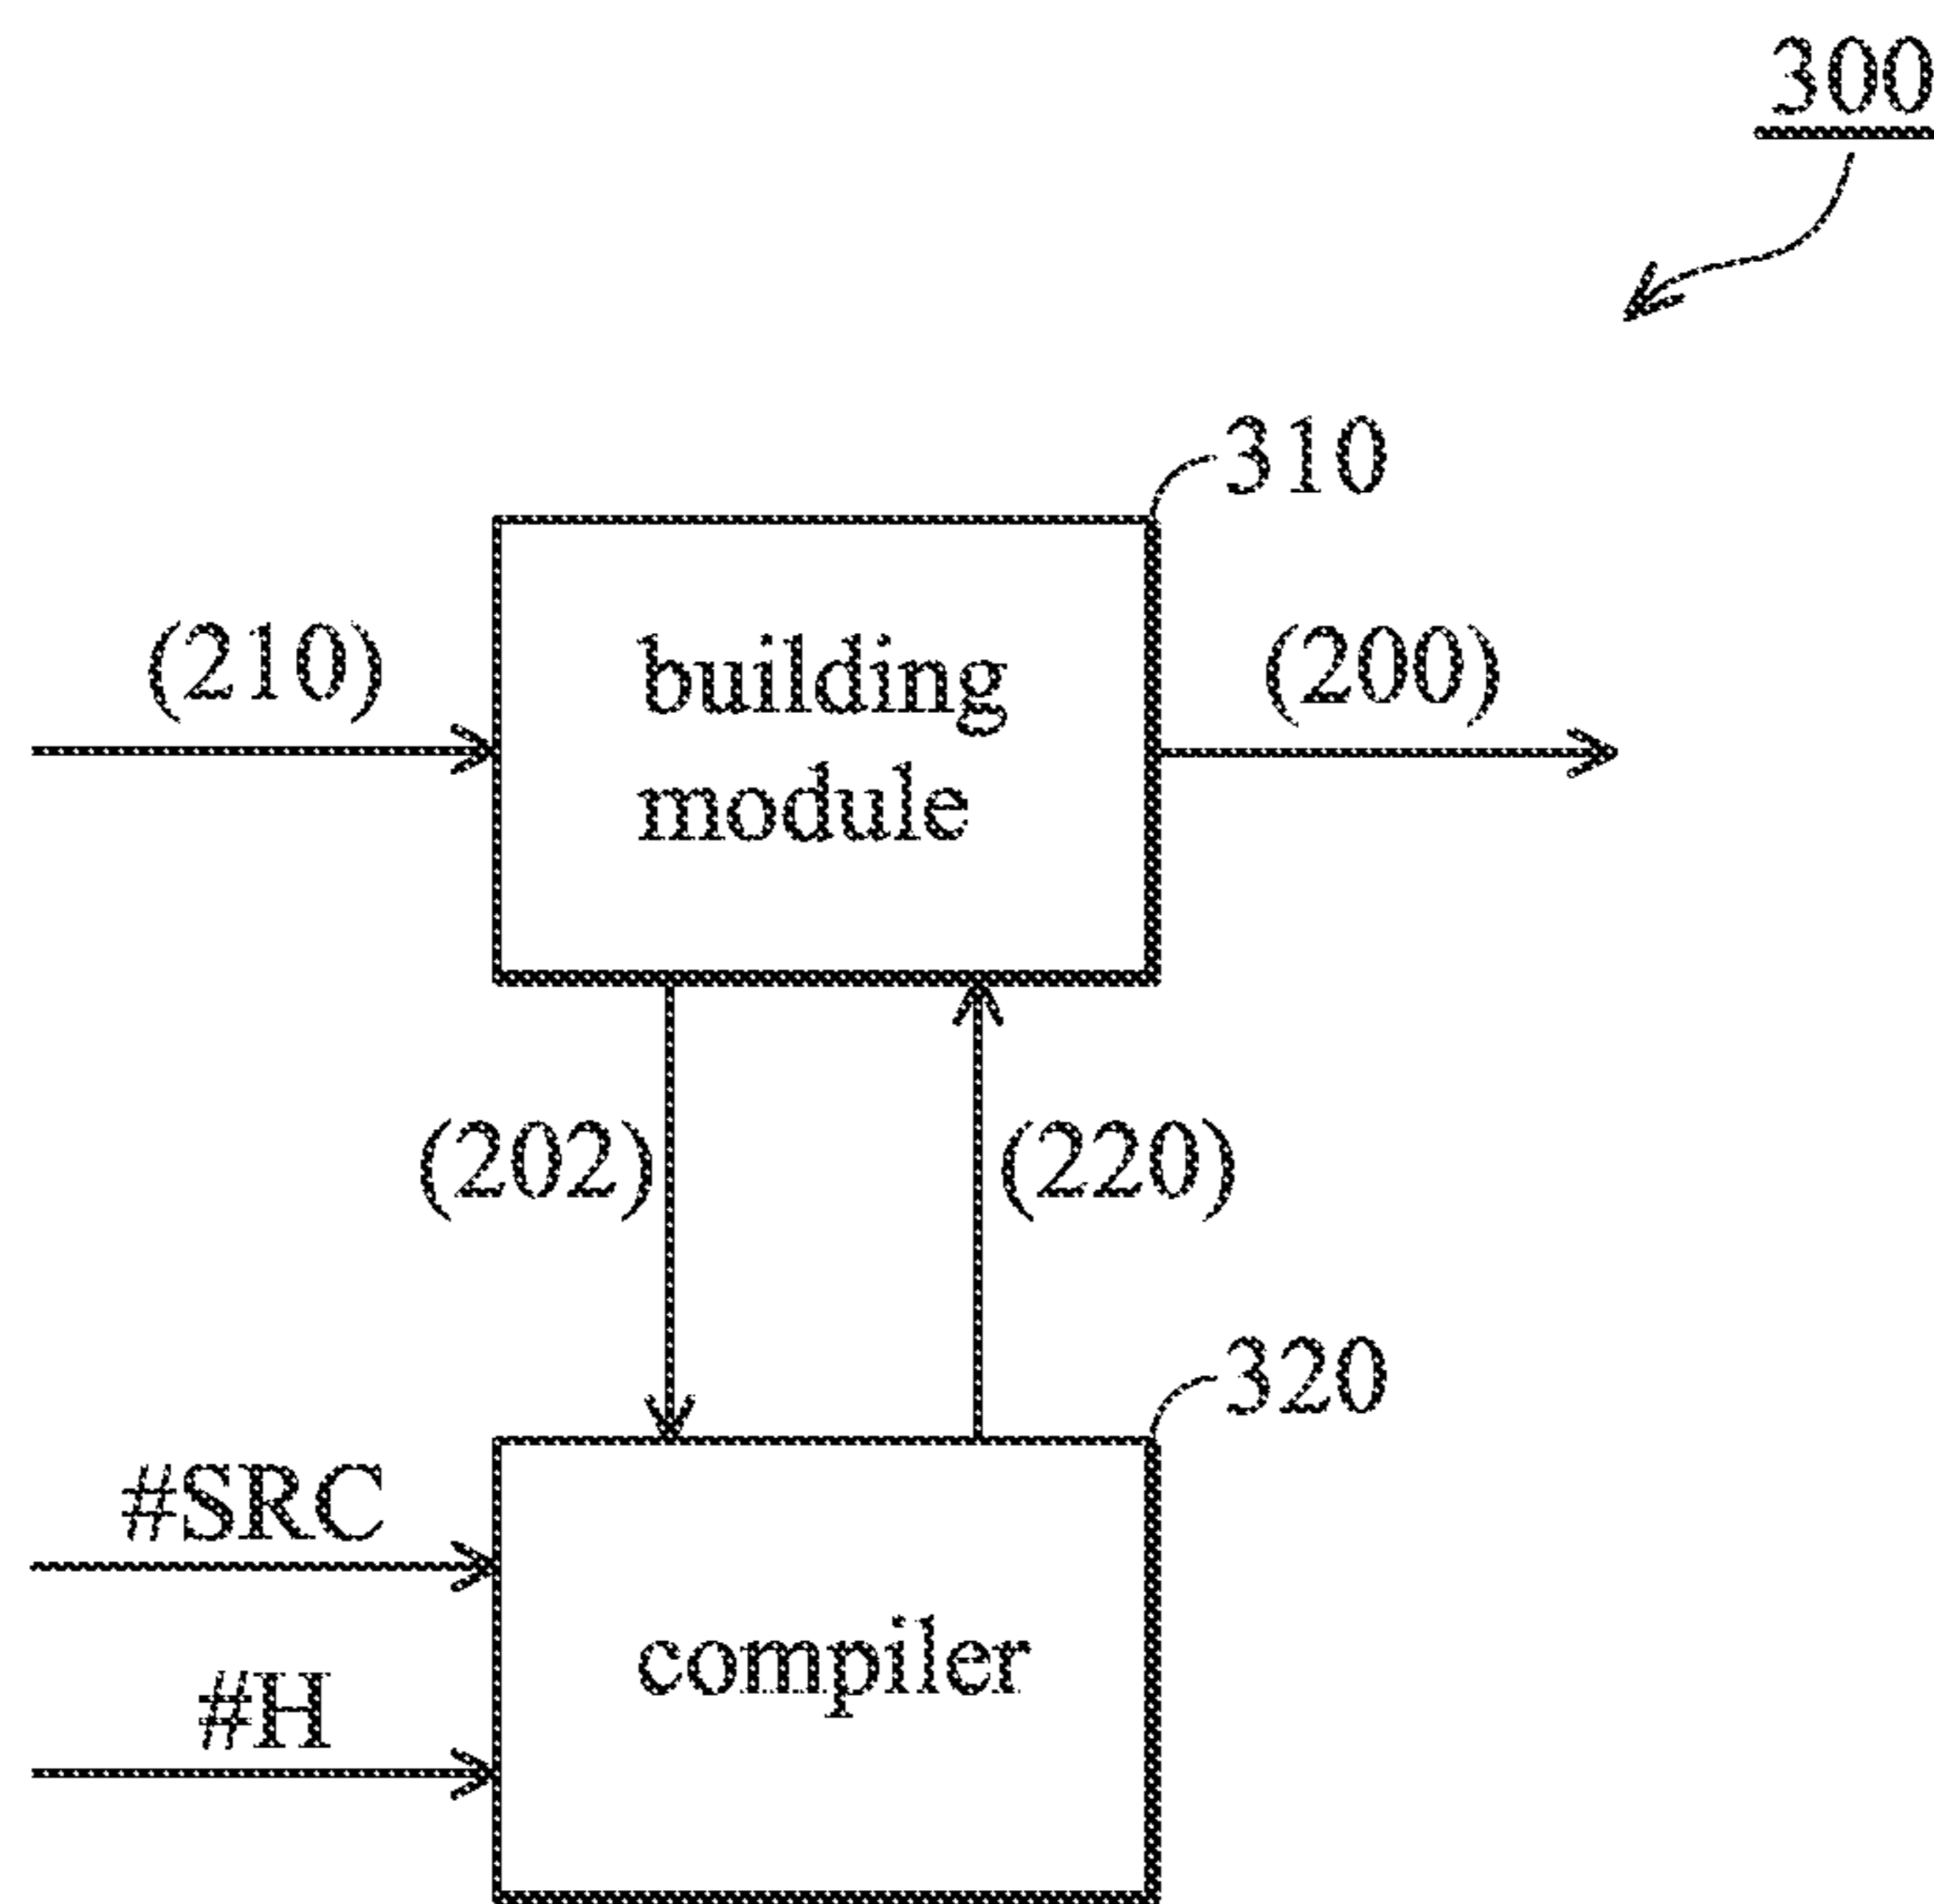 300
310
(210)
building
module
(200)
(202)
(220)
320
#SRC
compiler
#H